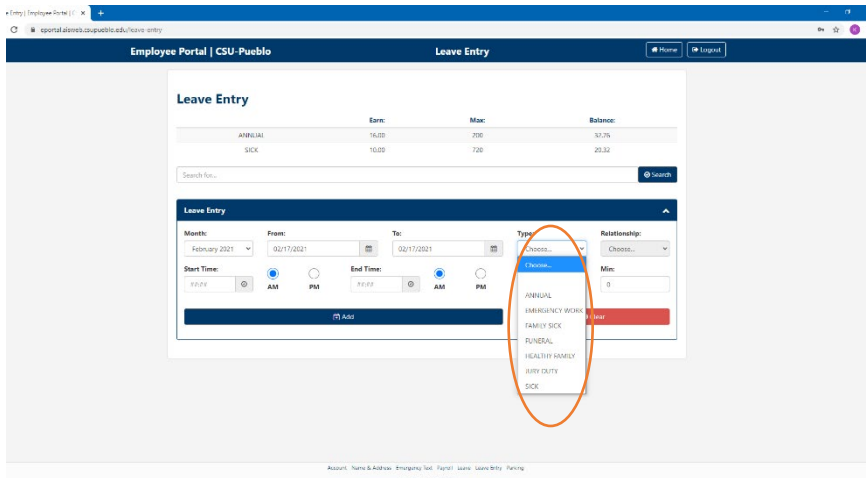 Entry | Employee Portal | C × +
eportal.aisweb.csupueblo.edu/leave-entry
Employee Portal | CSU-Pueblo Leave Entry Home Logout
Leave Entry
Earn: Max: Balance:
ANNUAL 16.00 200
SICK 10.00 720 20.32
Search for... Search
Leave Entry
Month: From: To: Type: Relationship:
February 2021 02/17/2021 02/17/2021 Choose... Choose...
Choose...
Start Time: End Time: Min:
##:## AM PM ##:## AM PM 0
ANNUAL
Add Clear
EMERGENCY WORK
FAMILY SICK
FUNERAL
HEALTHY FAMILY
JURY DUTY
SICK
Account Name & Address Emergency Text Payroll Leave Leave Entry Parking